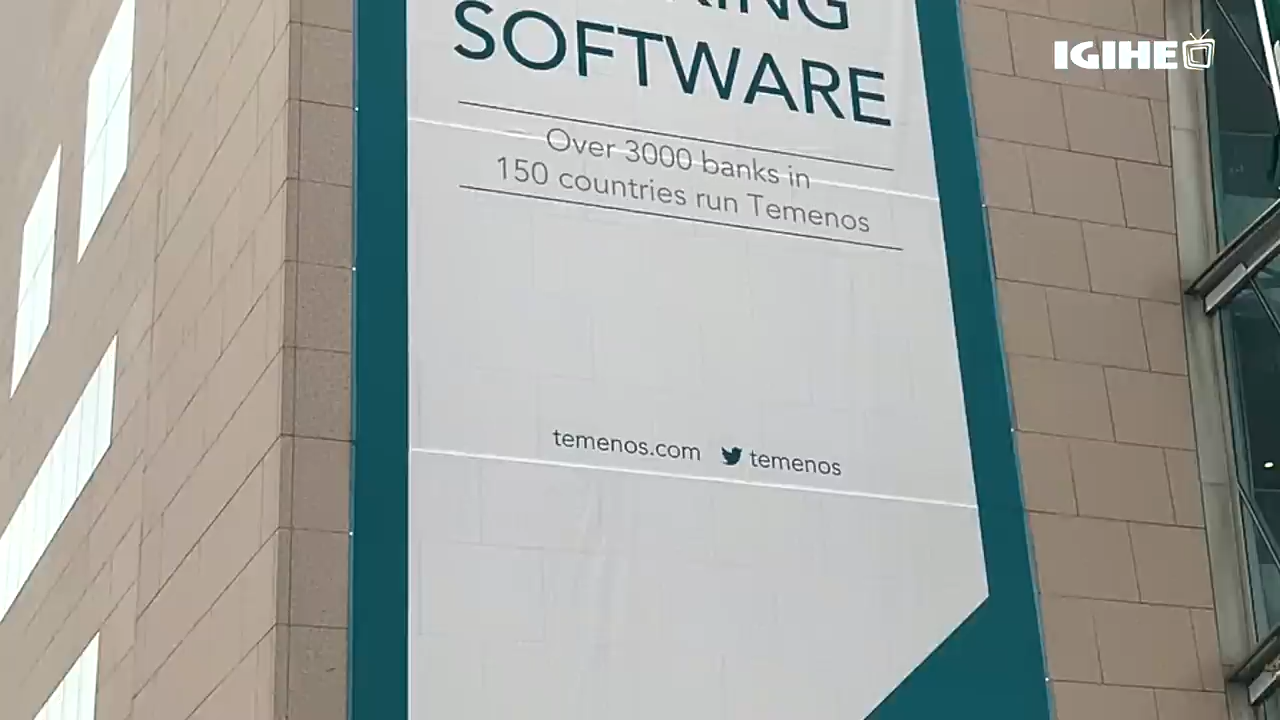 SOFTWARE
Over 3000 banks in
150 countries run Temenos
temenos.com temenos
IGIHE